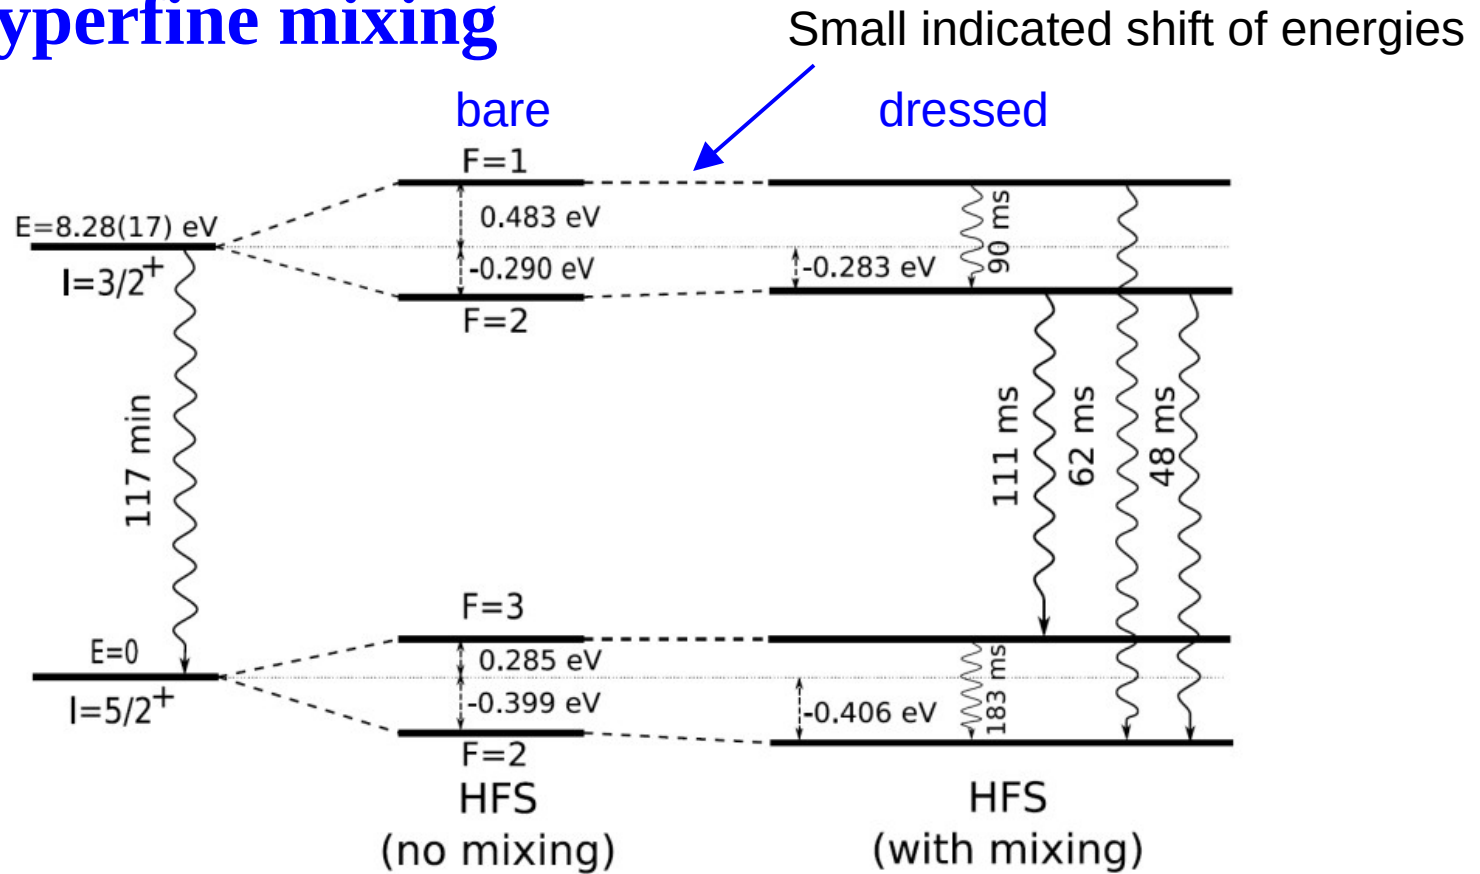 yperfine mixing
Small indicated shift of energies
bare
dressed
F=1
E=8.28(17) eV
0.483 eV
90 ms
I=3/2+
-0.290 eV
-0.283 eV
F=2
117 min
111 ms
62 ms
48 ms
F=3
E=0
0.285 eV
183 ms
I=5/2+
-0.399 eV
-0.406 eV
F=2
HFS
(no mixing)
HFS
(with mixing)